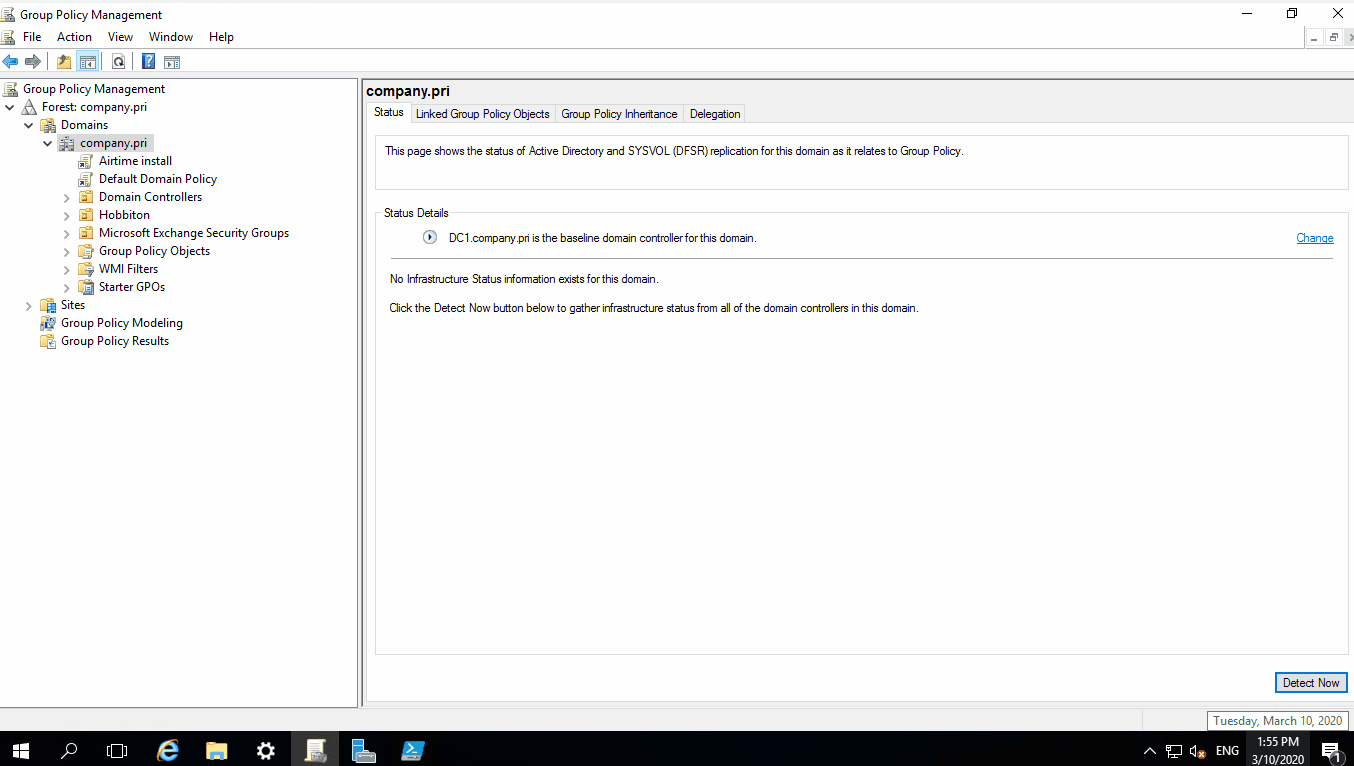 Group Policy Management
File Action View Window Help
Group Policy Management
Forest: company.pri
Domains
company.pri
Airtime install
Default Domain Policy
Domain Controllers
Hobbiton
Microsoft Exchange Security Groups
Group Policy Objects
WMI Filters
Starter GPOs
Sites
Group Policy Modeling
Group Policy Results
company.pri
Status Linked Group Policy Objects Group Policy Inheritance Delegation
This page shows the status of Active Directory and SYSVOL (DFSR) replication for this domain as it relates to Group Policy.
Status Details
DC1.company.pri is the baseline domain controller for this domain. Change
No Infrastructure Status information exists for this domain.
Click the Detect Now button below to gather infrastructure status from all of the domain controllers in this domain.
Detect Now
Tuesday, March 10, 2020
ENG 1:55 PM
3/10/2020
1